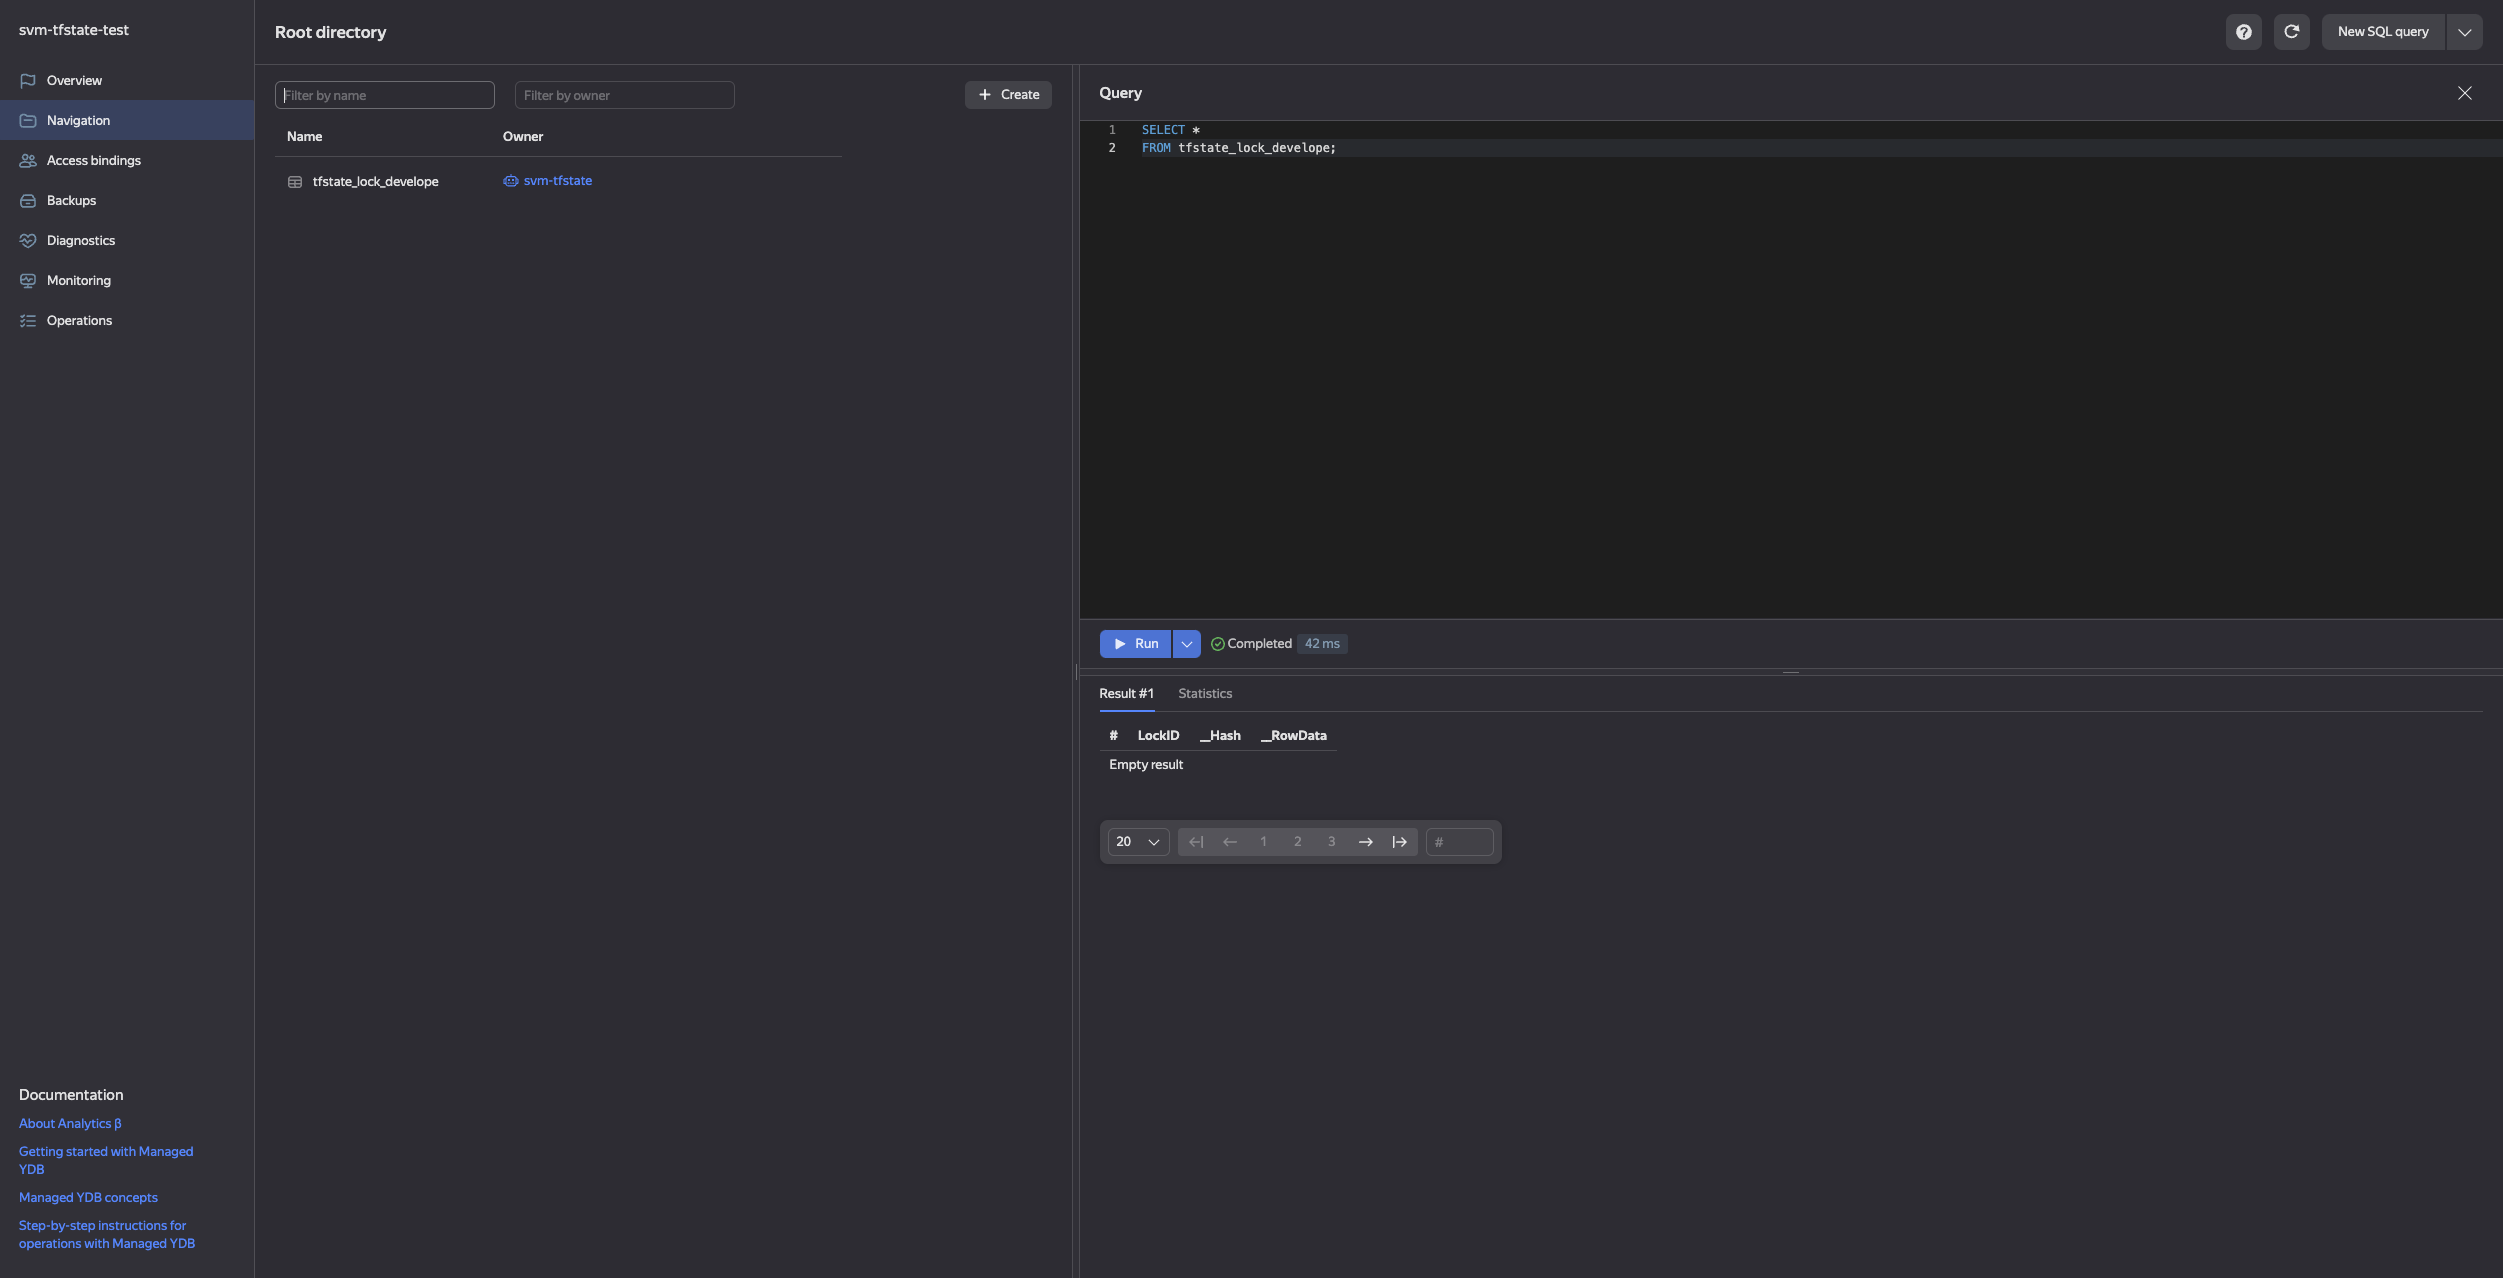 svm-tfstate-test
Overview
Navigation
Access bindings
Backups
Diagnostics
Monitoring
Operations
Documentation
About Analytics β
Getting started with Managed
YDB
Managed YDB concepts
Step-by-step instructions for
operations with Managed YDB
Root directory
New SQL query
Filter by name
Filter by owner
Create
Name Owner
tfstate_lock_develope svm-tfstate
Query
1 SELECT *
2 FROM tfstate_lock_develope;
Run Completed 42 ms
Result #1 Statistics
# LockID __Hash __RowData
Empty result
20 1 2 3 #